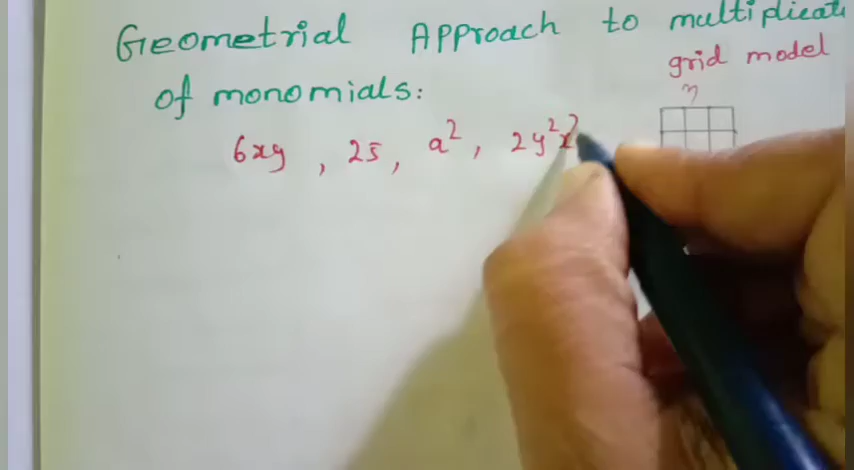 Geometrial Approach to multiplicat
of monomials:
grid model
6xy , 25, a², 2y²x²